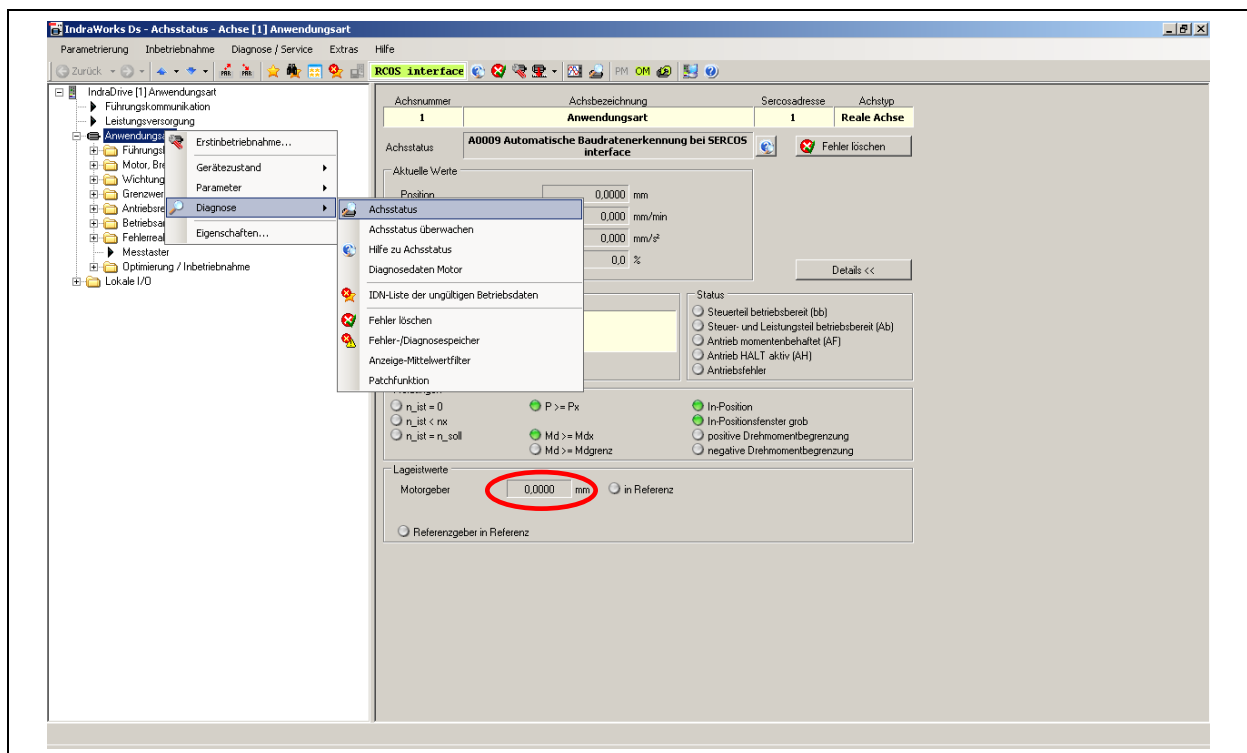 IndraWorks Ds - Achsstatus - Achse [1] Anwendungsart
Parametrierung Inbetriebnahme Diagnose / Service Extras Hilfe
Zurück RCOS interface PM OM
IndraDrive [1] Anwendungsart
Führungskommunikation
Leistungsversorgung
Anwendungsa
Führungsl
Motor, Bre
Wichtung
Grenzwer
Antriebsre
Betriebsar
Fehlerreal
Messtaster
Optimierung / Inbetriebnahme
Lokale I/O
Erstinbetriebnahme...
Gerätezustand
Parameter
Diagnose
Eigenschaften...
Achsstatus
Achsstatus überwachen
Hilfe zu Achsstatus
Diagnosedaten Motor
IDN-Liste der ungültigen Betriebsdaten
Fehler löschen
Fehler-/Diagnosespeicher
Anzeige-Mittelwertfilter
Patchfunktion
Achsnummer Achsbezeichnung Sercosadresse Achstyp
1 Anwendungsart 1 Reale Achse
Achsstatus A0009 Automatische Baudratenerkennung bei SERCOS
interface
Fehler löschen
Aktuelle Werte
Position 0,0000 mm
0,000 mm/min
0,000 mm/s²
0,0 %
Details <<
Status
Steuerteil betriebsbereit (bb)
Steuer- und Leistungsteil betriebsbereit (Ab)
Antrieb momentenbehaftet (AF)
Antrieb HALT aktiv (AH)
Antriebsfehler
n_ist = 0 P >= Px In-Position
n_ist < nx In-Positionsfenster grob
n_ist = n_soll Md >= Mdx positive Drehmomentbegrenzung
Md >= Mdgrenz negative Drehmomentbegrenzung
Lageistwerte
Motorgeber 0,0000 mm in Referenz
Referenzgeber in Referenz